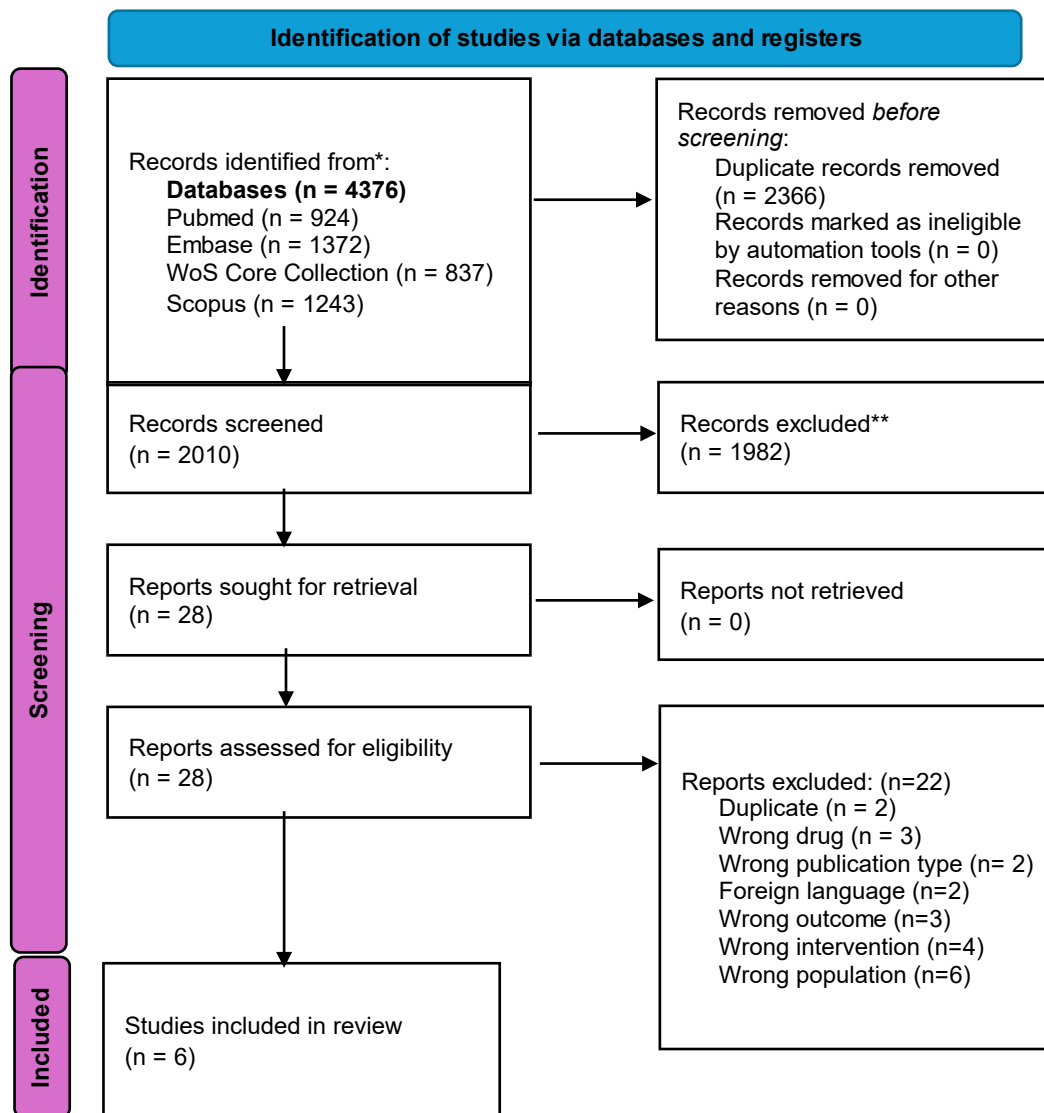 Identification of studies via databases and registers
Identification
Records identified from*:
Databases (n = 4376)
Pubmed (n = 924)
Embase (n = 1372)
WoS Core Collection (n = 837)
Scopus (n = 1243)
Records removed before
screening:
Duplicate records removed
(n = 2366)
Records marked as ineligible
by automation tools (n = 0)
Records removed for other
reasons (n = 0)
Screening
Records screened
(n = 2010)
Records excluded**
(n = 1982)
Reports sought for retrieval
(n = 28)
Reports not retrieved
(n = 0)
Reports assessed for eligibility
(n = 28)
Reports excluded: (n=22)
Duplicate (n = 2)
Wrong drug (n = 3)
Wrong publication type (n= 2)
Foreign language (n=2)
Wrong outcome (n=3)
Wrong intervention (n=4)
Wrong population (n=6)
Included
Studies included in review
(n = 6)